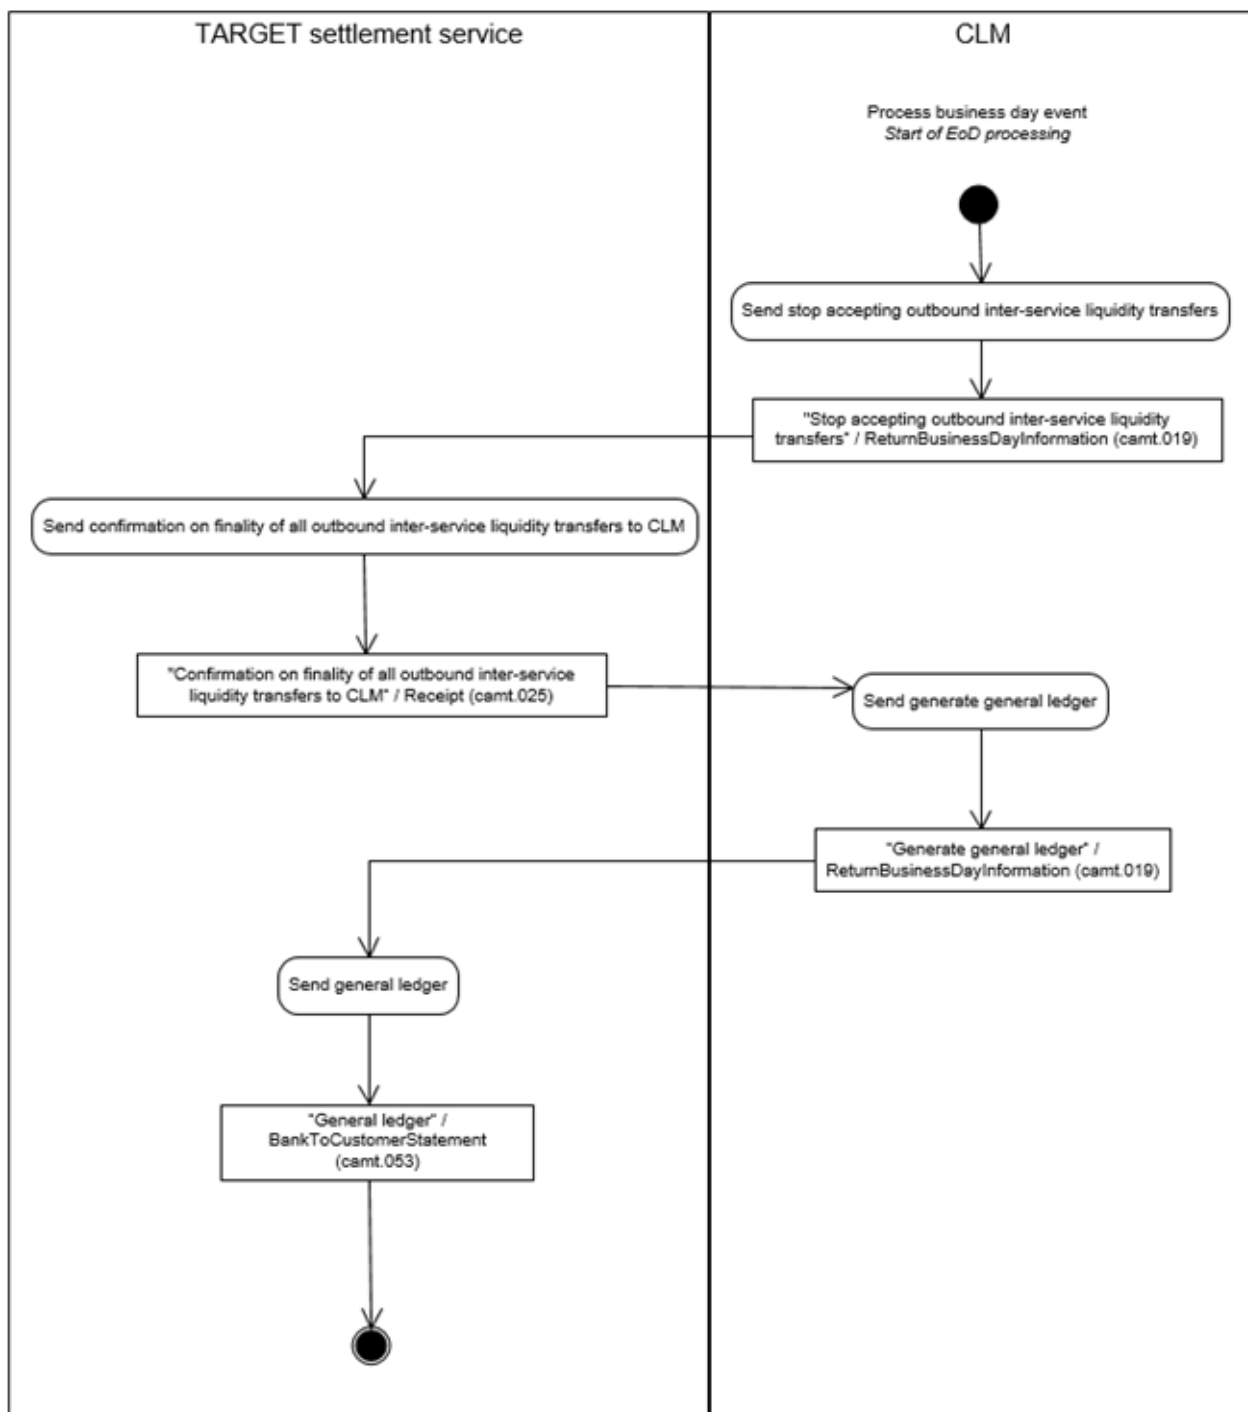 TARGET settlement service
CLM
Process business day event
Start of EoD processing
Send stop accepting outbound inter-service liquidity transfers
"Stop accepting outbound inter-service liquidity
transfers" / ReturnBusinessDayInformation (camt.019)
Send confirmation on finality of all outbound inter-service liquidity transfers to CLM
"Confirmation on finality of all outbound inter-service
liquidity transfers to CLM" / Receipt (camt.025)
Send generate general ledger
"Generate general ledger" /
ReturnBusinessDayInformation (camt.019)
Send general ledger
"General ledger" /
BankToCustomerStatement
(camt.053)